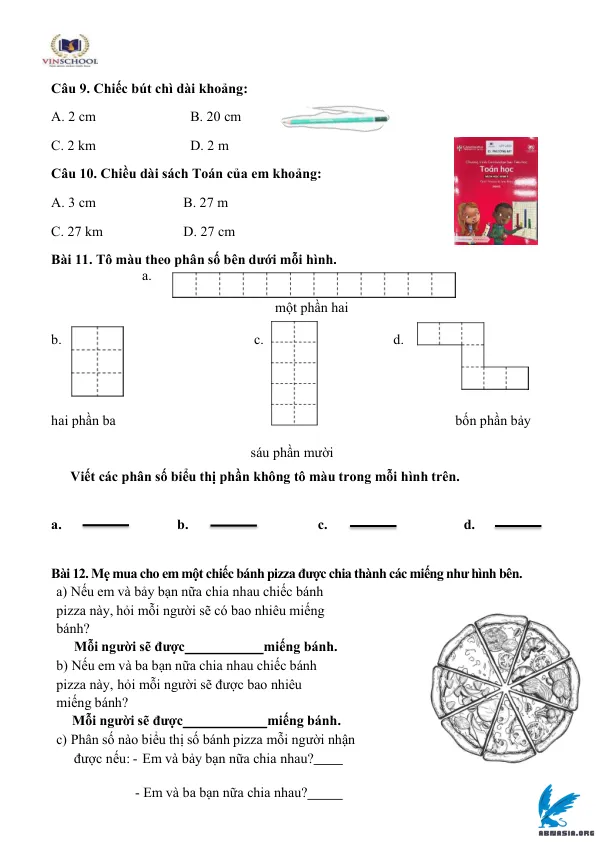 VINSCHOOL
Câu 9. Chiếc bút chì dài khoảng:
A. 2 cm B. 20 cm
C. 2 km D. 2 m
Câu 10. Chiều dài sách Toán của em khoảng:
Toán học
A. 3 cm B. 27 m
C. 27 km D. 27 cm
Bài 11. Tô màu theo phân số bên dưới mỗi hình.
a.
một phần hai
b. c. d.
hai phần ba bốn phần bảy
sáu phần mười
Viết các phân số biểu thị phần không tô màu trong mỗi hình trên.
a. b. c. d.
Bài 12. Mẹ mua cho em một chiếc bánh pizza được chia thành các miếng như hình bên.
a) Nếu em và bảy bạn nữa chia nhau chiếc bánh
pizza này, hỏi mỗi người sẽ có bao nhiêu miếng
bánh?
Mỗi người sẽ được____________miếng bánh.
b) Nếu em và ba bạn nữa chia nhau chiếc bánh
pizza này, hỏi mỗi người sẽ được bao nhiêu
miếng bánh?
Mỗi người sẽ được____________miếng bánh.
c) Phân số nào biểu thị số bánh pizza mỗi người nhận
được nếu: - Em và bảy bạn nữa chia nhau?____
- Em và ba bạn nữa chia nhau?_____
ABMASIA.ORG